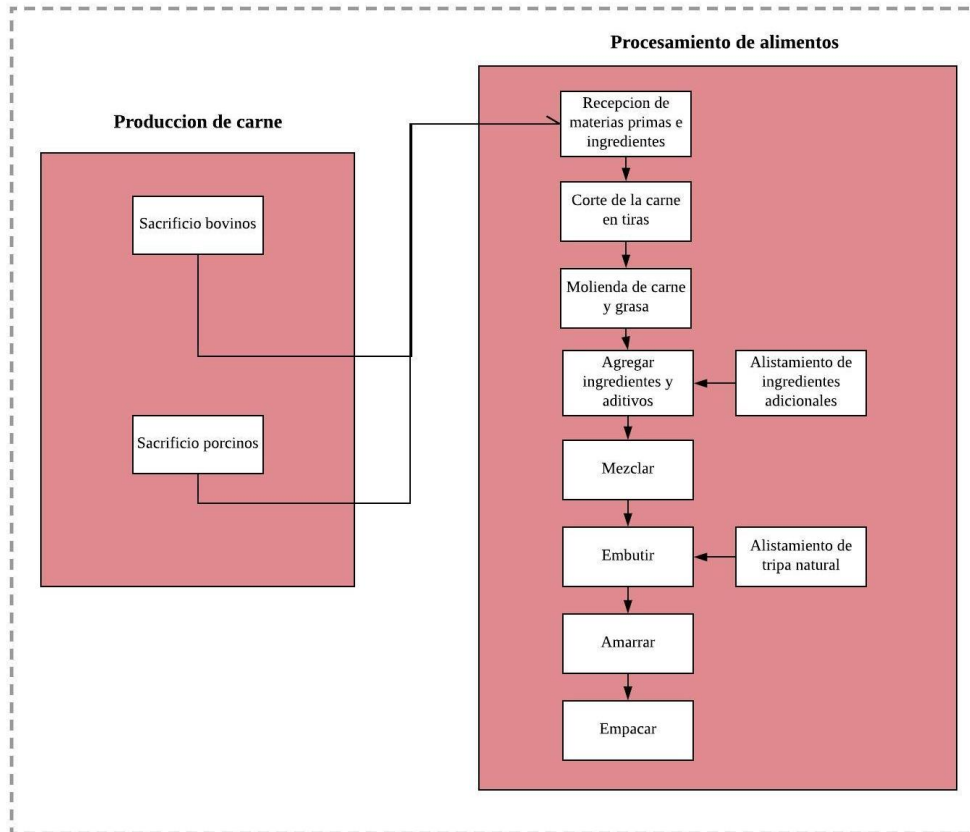 Produccion de carne
Sacrificio bovinos
Sacrificio porcinos
Procesamiento de alimentos
Recepcion de
materias primas e
ingredientes
Corte de la carne
en tiras
Molienda de carne
y grasa
Agregar
ingredientes y
aditivos
Alistamiento de
ingredientes
adicionales
Mezclar
Embutir
Alistamiento de
tripa natural
Amarrar
Empacar